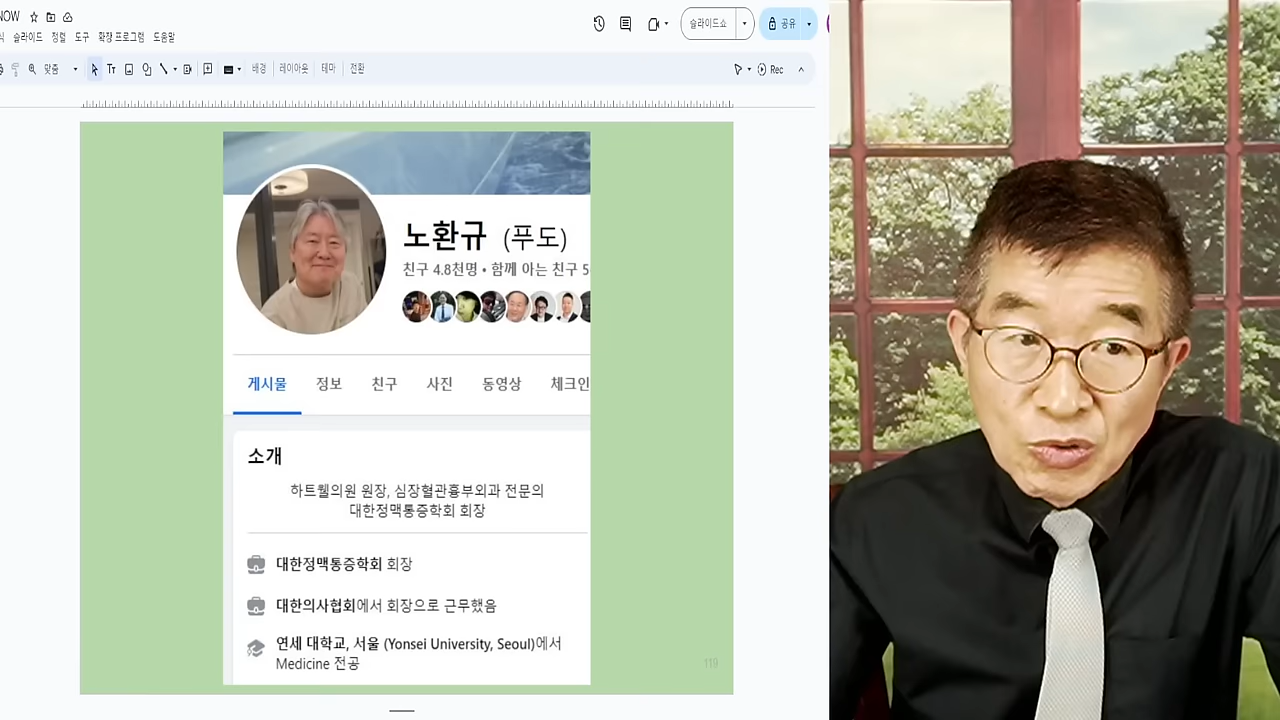 NOW
슬라이드 정렬 도구 확장 프로그램 도움말
슬라이드쇼
공유
맞춤
배경
레이아웃
테마
전환
Rec
노환규 (푸도)
친구 4.8천명 • 함께 아는 친구 5
게시물 정보 친구 사진 동영상 체크인
소개
하트웰의원 원장, 심장혈관흉부외과 전문의
대한정맥통증학회 회장
대한정맥통증학회 회장
대한의사협회에서 회장으로 근무했음
연세 대학교, 서울 (Yonsei University, Seoul)에서
Medicine 전공
119